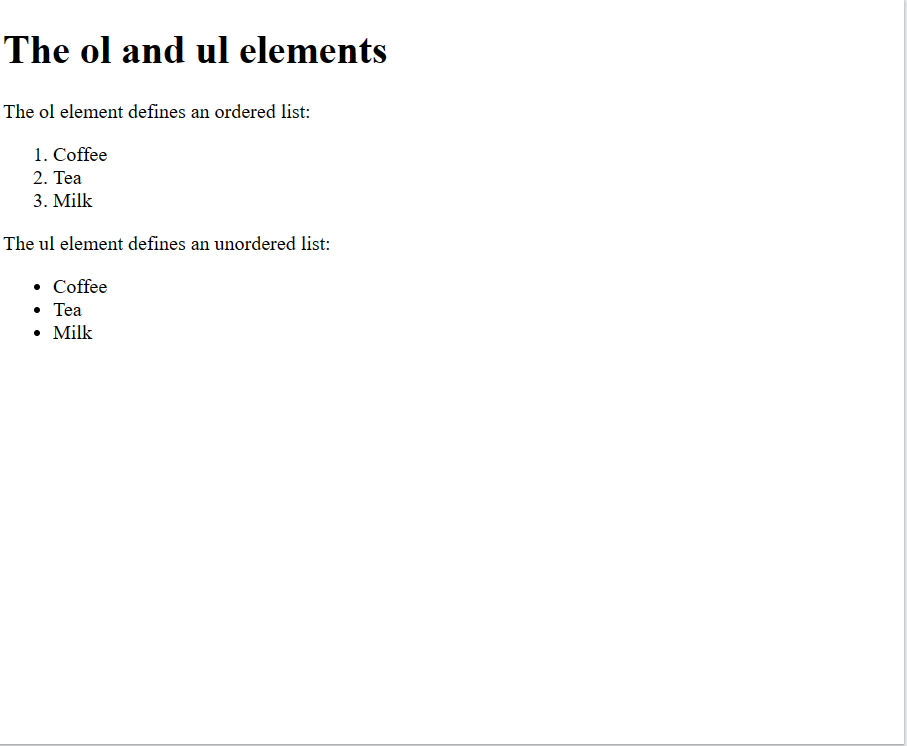 The ol and ul elements
The ol element defines an ordered list:
1. Coffee
2. Tea
3. Milk
The ul element defines an unordered list:
• Coffee
• Tea
• Milk